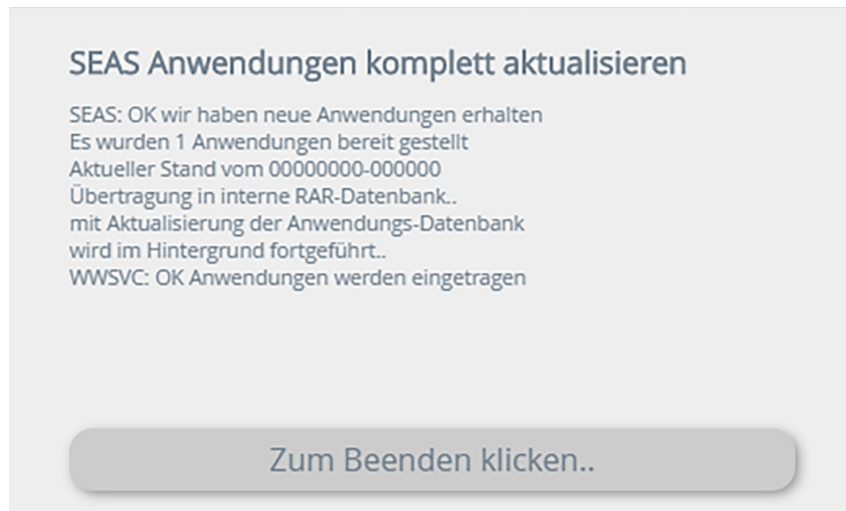 SEAS Anwendungen komplett aktualisieren
SEAS: OK wir haben neue Anwendungen erhalten
Es wurden 1 Anwendungen bereit gestellt
Aktueller Stand vom 00000000-000000
Übertragung in interne RAR-Datenbank..
mit Aktualisierung der Anwendungs-Datenbank
wird im Hintergrund fortgeführt..
WWSVC: OK Anwendungen werden eingetragen
Zum Beenden klicken..